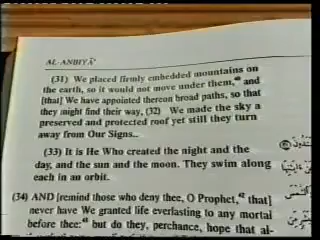 AL-ANBIYĀ'
(31) We placed firmly embedded mountains on
the earth, so it would not move under them, and
[that] We have appointed thereon broad paths, so that
they might find their way, (32) We made the sky a
preserved and protected roof yet still they turn
away from Our Signs..
(33) It is He Who created the night and the
day, and the sun and the moon. They swim along
each in an orbit.
(34) AND [remind those who deny thee, O Prophet,⁴² that]
never have We granted life everlasting to any mortal
before thee: but do they, perchance, hope that al-